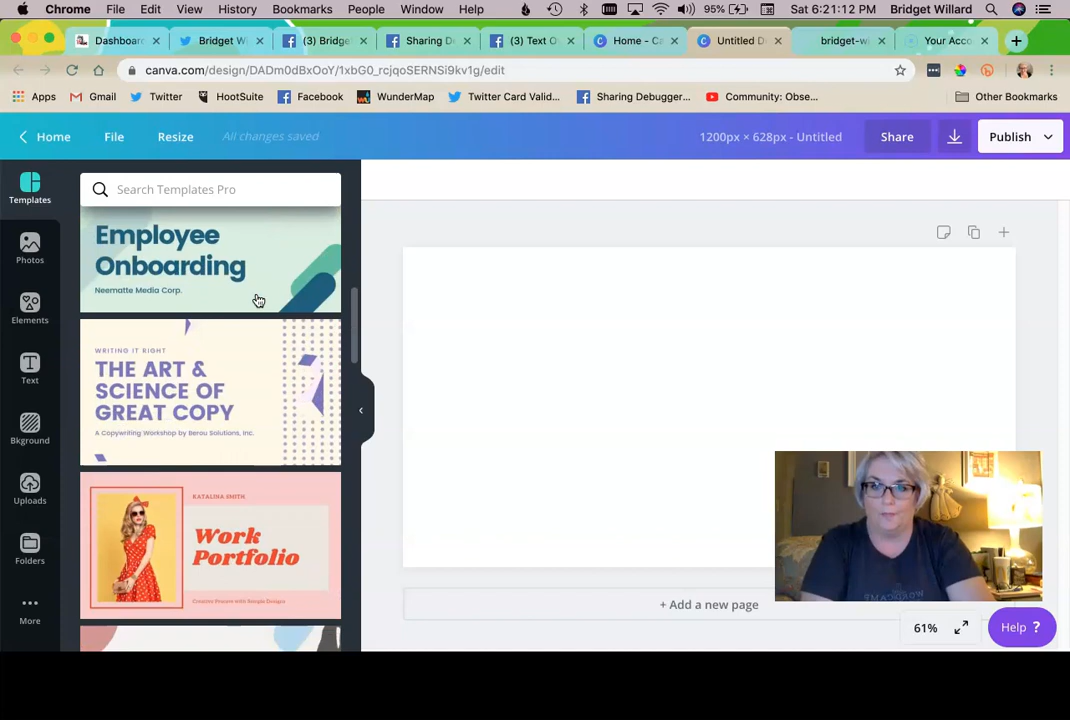 Chrome File Edit View History Bookmarks People Window Help 95% Sat 6:21:12 PM Bridget Willard
Dashboar Bridget Wi (3) Bridge Sharing D (3) Text O Home - Ca Untitled D bridget-wi Your Acco
canva.com/design/DADm0dBxOoY/1xbG0_rcjqoSERNSi9kv1g/edit
Apps Gmail Twitter HootSuite Facebook WunderMap Twitter Card Valid... Sharing Debugger... Community: Obse... Other Bookmarks
Home File Resize All changes saved 1200px × 628px - Untitled Share Publish
Templates
Photos
Elements
Text
Bkground
Uploads
Folders
More
Search Templates Pro
Employee
Onboarding
Neematte Media Corp.
WRITING IT RIGHT
THE ART &
SCIENCE OF
GREAT COPY
A Copywriting Workshop by Berou Solutions, Inc.
KATALINA SMITH
Work
Portfolio
+ Add a new page
61%
Help ?